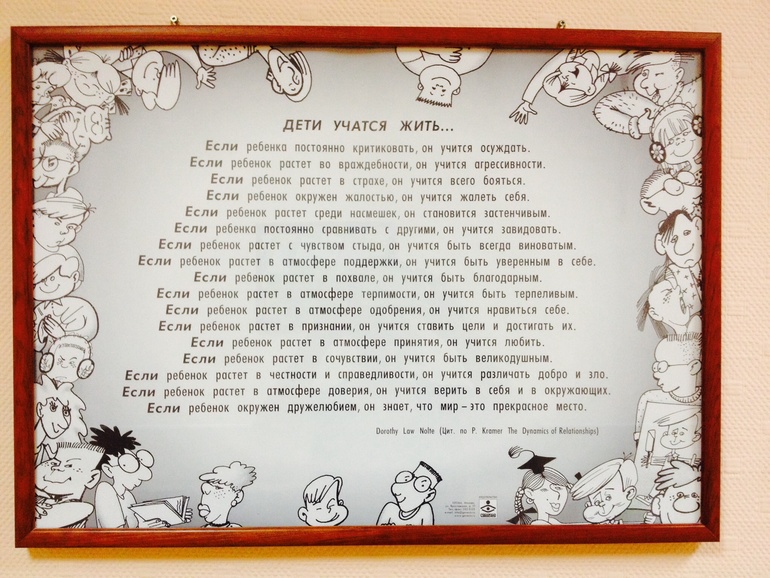 ДЕТИ УЧАТСЯ ЖИТЬ...
Если ребенка постоянно критиковать, он учится осуждать.
Если ребенок растет во враждебности, он учится агрессивности.
Если ребенок растет в страхе, он учится всего бояться.
Если ребенок окружен жалостью, он учится жалеть себя.
Если ребенок растет среди насмешек, он становится застенчивым.
Если ребенка постоянно сравнивать с другими, он учится завидовать.
Если ребенок растет с чувством стыда, он учится быть всегда виноватым.
Если ребенок растет в атмосфере поддержки, он учится быть уверенным в себе.
Если ребенок растет в похвале, он учится быть благодарным.
Если ребенок растет в атмосфере терпимости, он учится быть терпеливым.
Если ребенок растет в атмосфере одобрения, он учится нравиться себе.
Если ребенок растет в признании, он учится ставить цели и достигать их.
Если ребенок растет в атмосфере принятия, он учится любить.
Если ребенок растет в сочувствии, он учится быть великодушным.
Если ребенок растет в честности и справедливости, он учится различать добро и зло.
Если ребенок растет в атмосфере доверия, он учится верить в себя и в окружающих.
Если ребенок окружен дружелюбием, он знает, что мир – это прекрасное место.
Dorothy Law Nolte (Цит. по P. Kramer The Dynamics of Relationships)